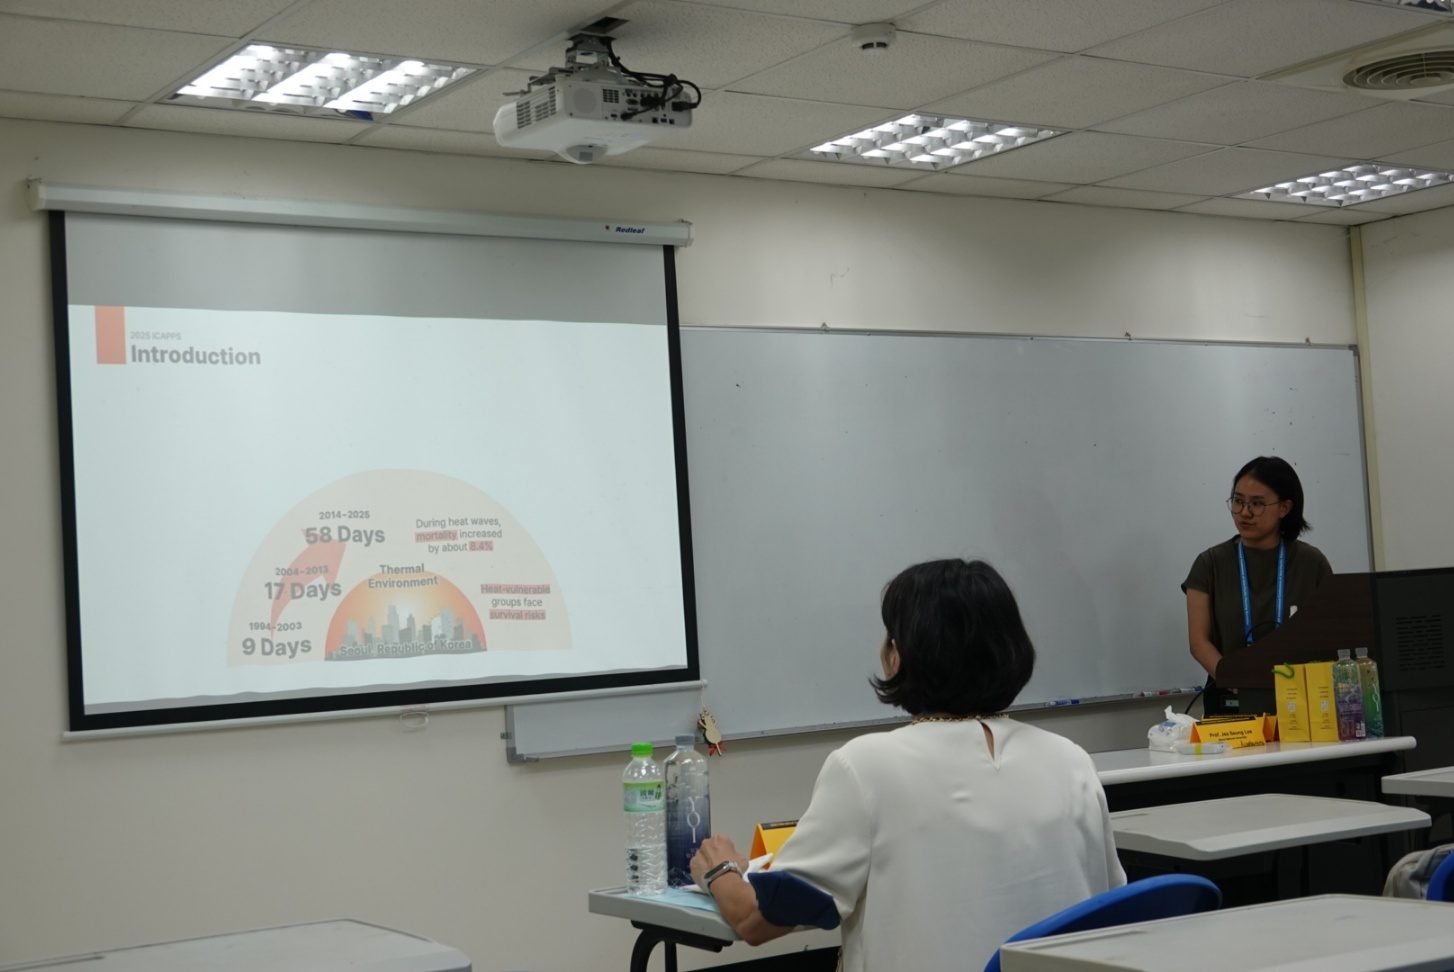 Redleaf
2025 ICAPPS
Introduction
2014-2025
58 Days
2004-2013
17 Days
1994-2003
9 Days
During heat waves,
mortality increased
by about 8.4%
Thermal
Environment
Heat-vulnerable
groups face
survival risks
Seoul, Republic of Korea
Prof. Jae Seung Lee
YOI